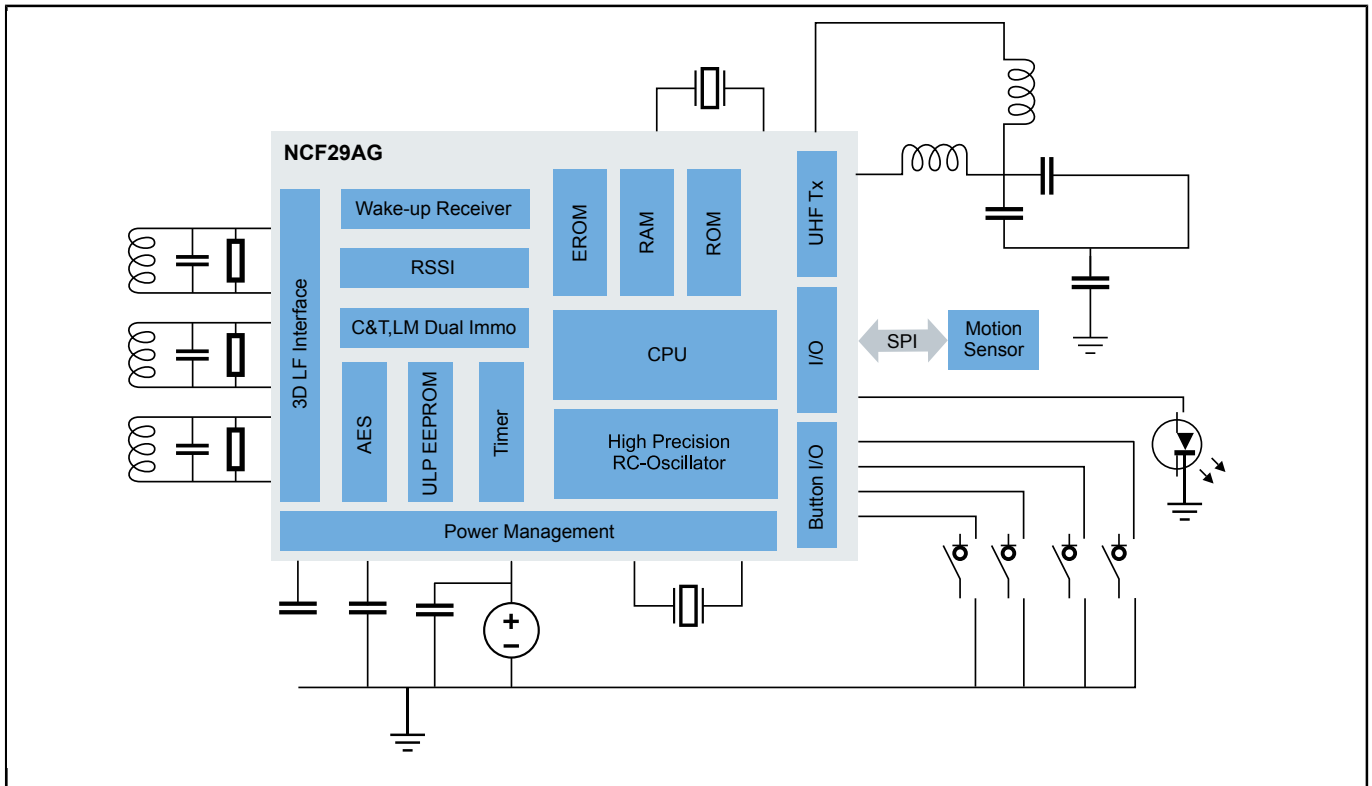 NCF29AG
3D LF Interface
Wake-up Receiver
RSSI
C&T,LM Dual Immo
AES
ULP EEPROM
Timer
EROM
RAM
ROM
CPU
High Precision
RC-Oscillator
Power Management
UHF Tx
I/O
Button I/O
SPI
Motion
Sensor
+
−